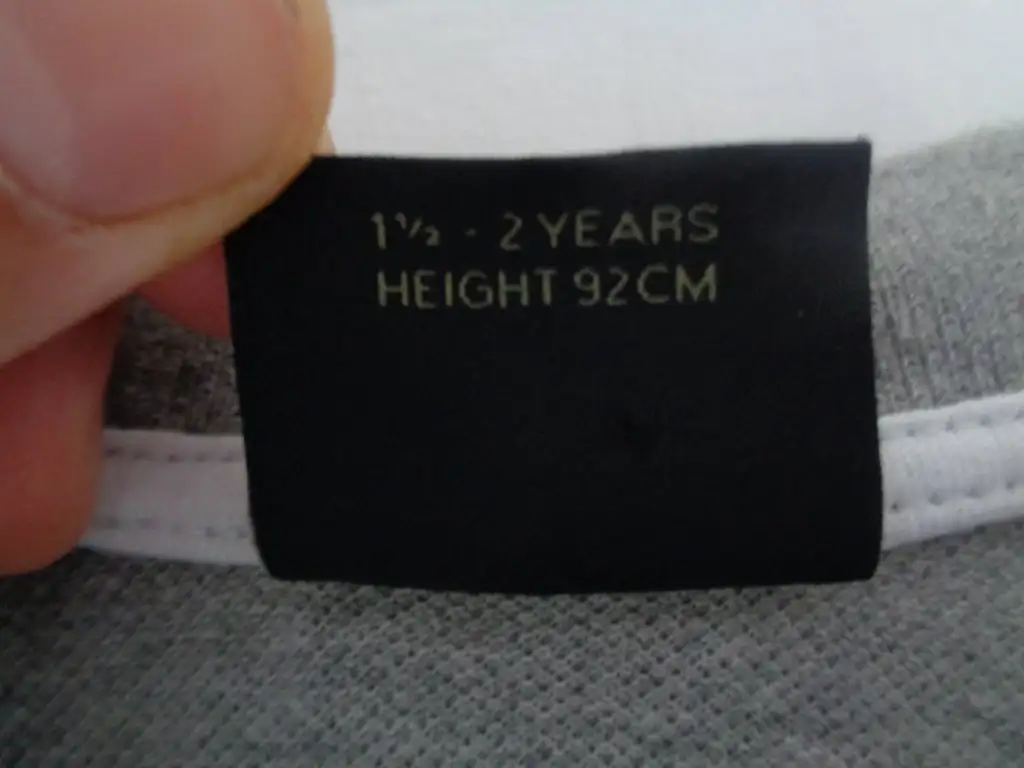 1½ - 2 YEARS
HEIGHT 92CM